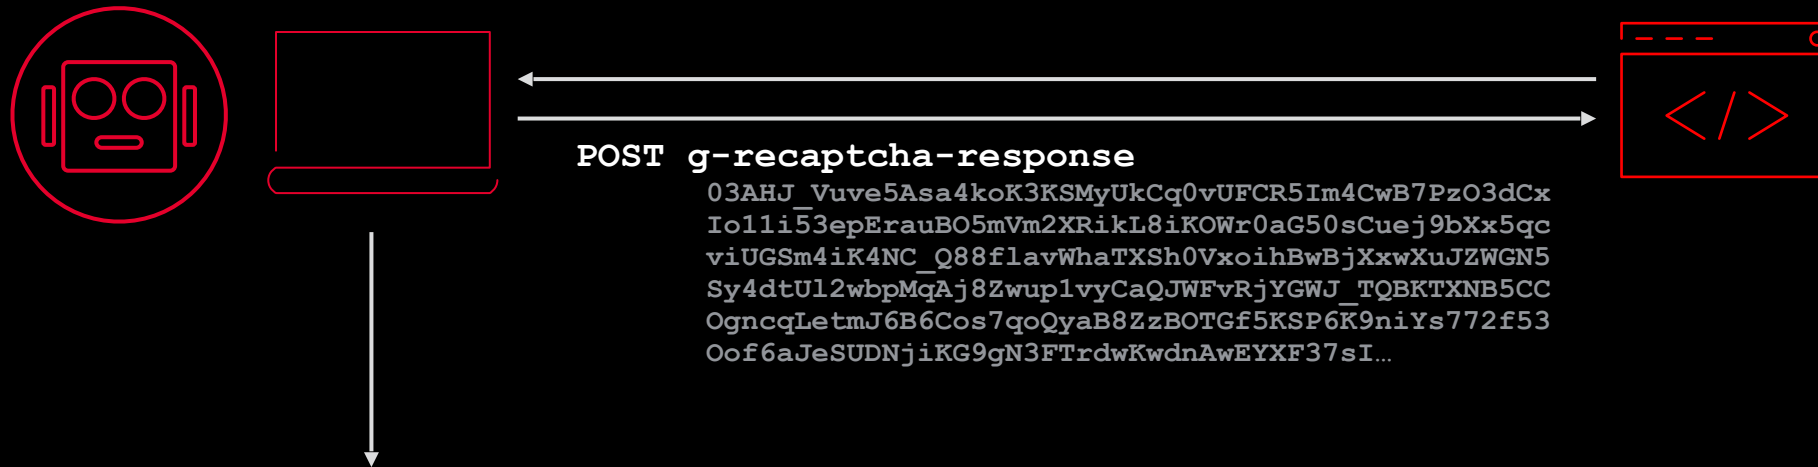 </>
POST g-recaptcha-response
03AHJ_Vuve5Asa4koK3KSMyUkCq0vUFCR5Im4CwB7PzO3dCx
Io11i53epErauBO5mVm2XRikL8iKOWr0aG50sCuej9bXx5qc
viUGSm4iK4NC_Q88flavWhaTXSh0VxoihBwBjXxwXuJZWGN5
Sy4dtUl2wbpMqAj8Zwup1vyCaQJWFvRjYGWJ_TQBKTXNB5CC
OgncqLetmJ6B6Cos7qoQyaB8ZzBOTGf5KSP6K9niYs772f53
Oof6aJeSUDNjiKG9gN3FTrdwKwdnAwEYXF37sI…